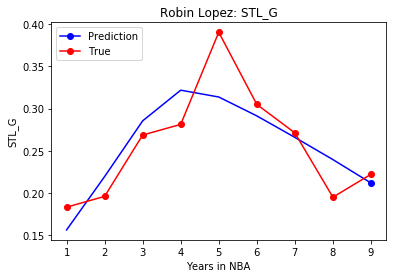 Robin Lopez: STL_G
Prediction
True
STL_G
0.40
0.35
0.30
0.25
0.20
0.15
1 2 3 4 5 6 7 8 9
Years in NBA